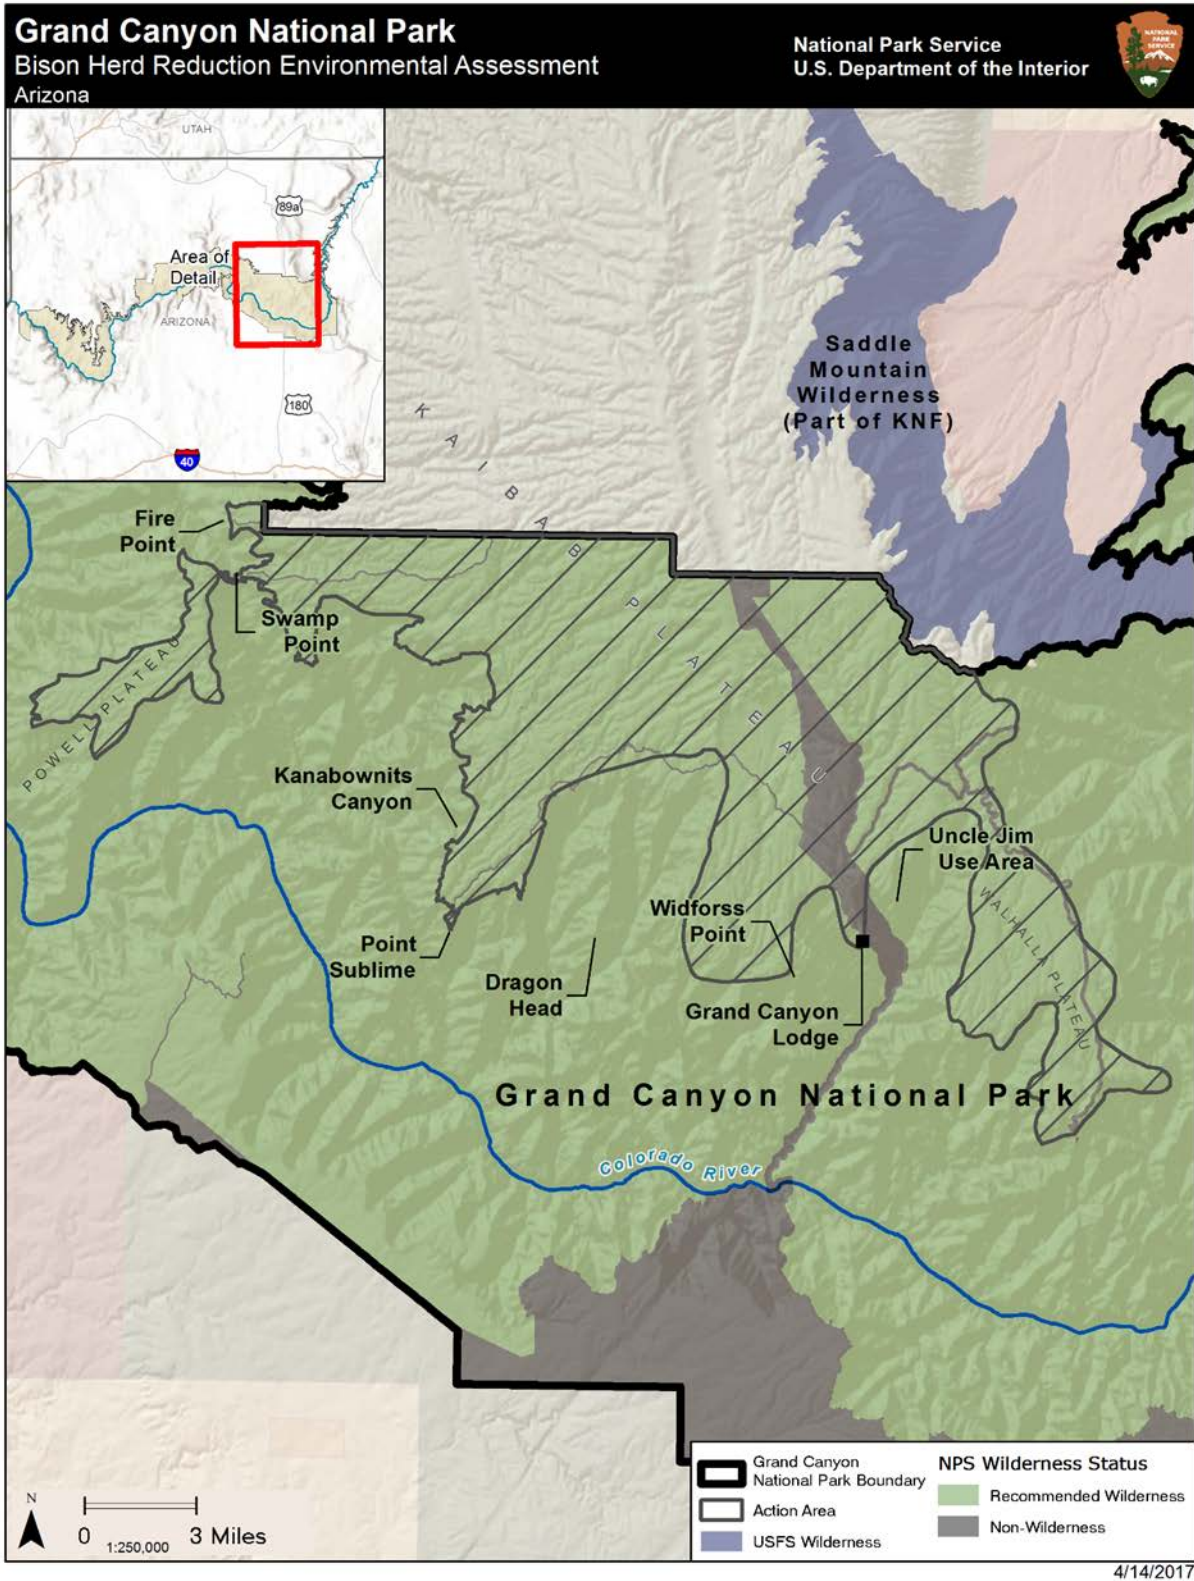 Grand Canyon National Park
Bison Herd Reduction Environmental Assessment
Arizona
National Park Service
U.S. Department of the Interior
NATIONAL
PARK
SERVICE
UTAH
89a
Area of
Detail
ARIZONA
180
40
Saddle
Mountain
Wilderness
(Part of KNF)
KAIBAB PLATEAU
Fire
Point
Swamp
Point
POWELL PLATEAU
Kanabownits
Canyon
Uncle Jim
Use Area
WALHALLA PLATEAU
Widforss
Point
Point
Sublime
Dragon
Head
Grand Canyon
Lodge
Grand Canyon National Park
Colorado River
N
0 3 Miles
1:250,000
Grand Canyon
National Park Boundary
Action Area
USFS Wilderness
NPS Wilderness Status
Recommended Wilderness
Non-Wilderness
4/14/2017